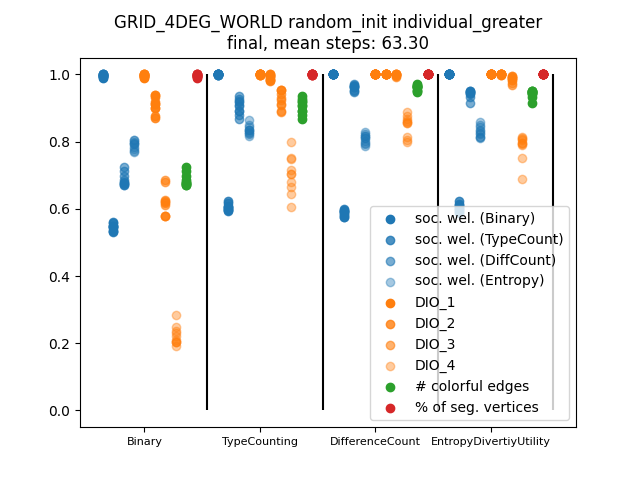 GRID_4DEG_WORLD random_init individual_greater
final, mean steps: 63.30
1.0
0.8
0.6
0.4
0.2
0.0
soc. wel. (Binary)
soc. wel. (TypeCount)
soc. wel. (DiffCount)
soc. wel. (Entropy)
DIO_1
DIO_2
DIO_3
DIO_4
# colorful edges
% of seg. vertices
Binary TypeCounting DifferenceCount EntropyDivertiyUtility